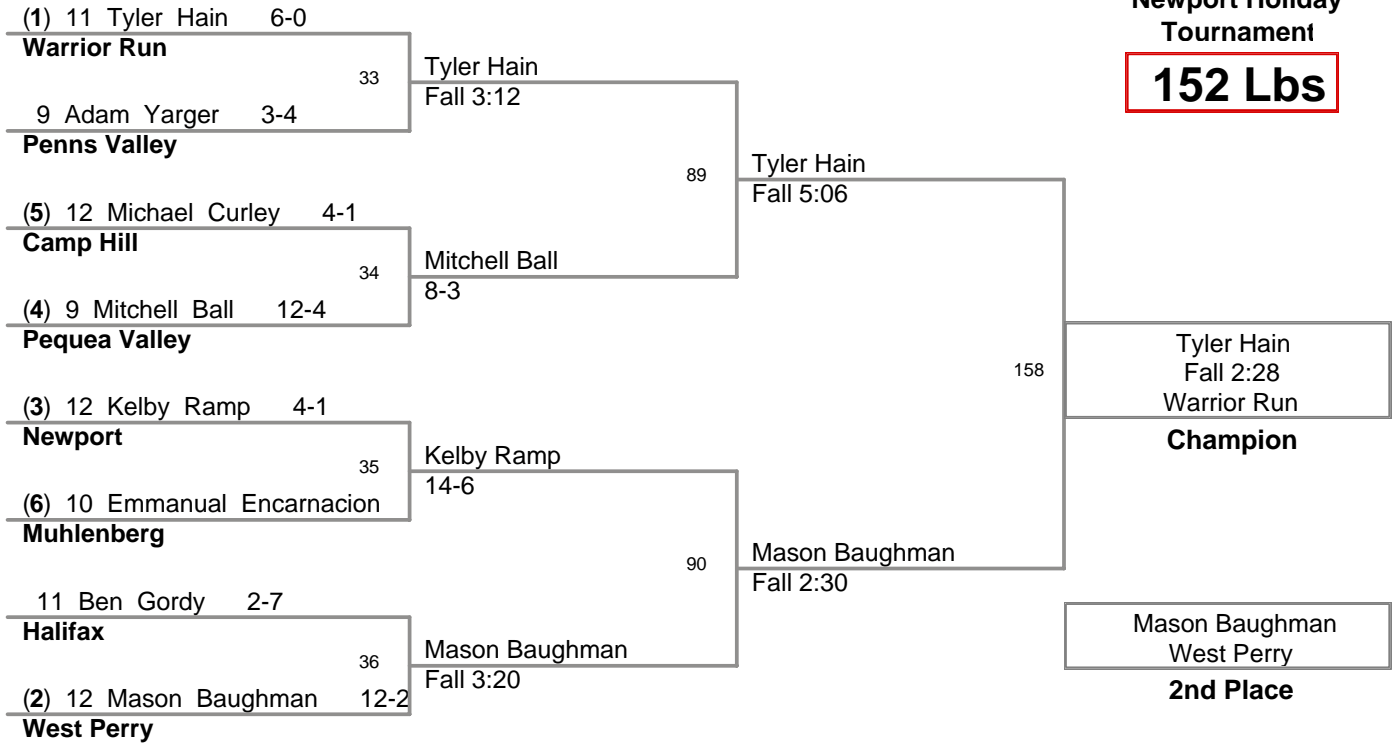 Newport Holiday
Tournament
152 Lbs
(1) 11 Tyler Hain 6-0
Warrior Run
33
9 Adam Yarger 3-4
Penns Valley
Tyler Hain
Fall 3:12
(5) 12 Michael Curley 4-1
Camp Hill
34
(4) 9 Mitchell Ball 12-4
Pequea Valley
Mitchell Ball
8-3
89
Tyler Hain
Fall 5:06
(3) 12 Kelby Ramp 4-1
Newport
35
(6) 10 Emmanual Encarnacion
Muhlenberg
Kelby Ramp
14-6
11 Ben Gordy 2-7
Halifax
36
(2) 12 Mason Baughman 12-2
West Perry
Mason Baughman
Fall 3:20
90
Mason Baughman
Fall 2:30
158
Tyler Hain
Fall 2:28
Warrior Run
Champion
Mason Baughman
West Perry
2nd Place